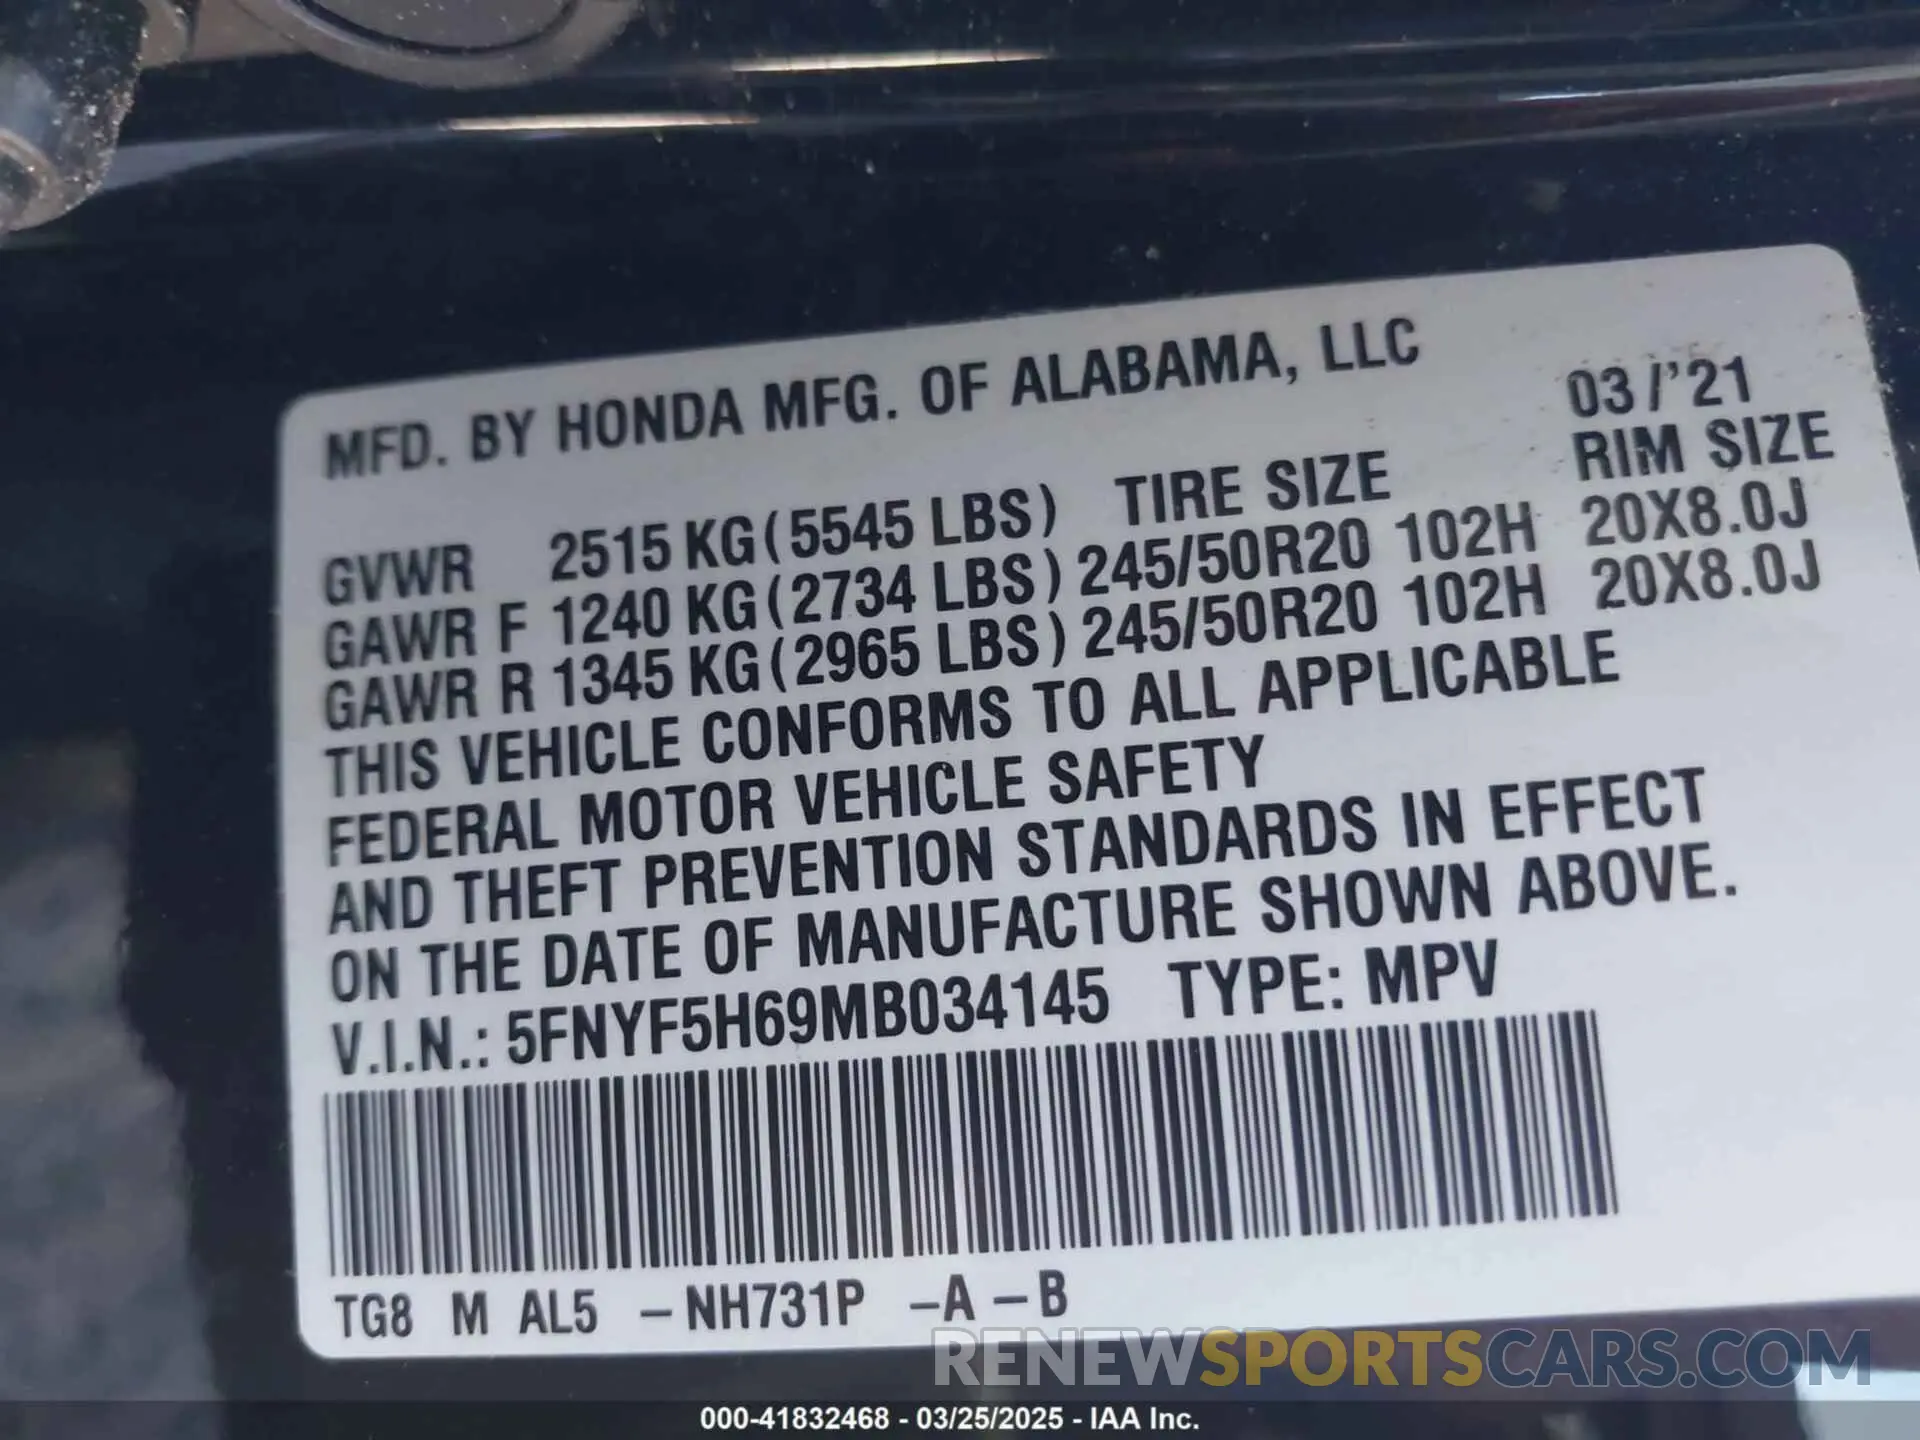 MFD. BY HONDA MFG. OF ALABAMA, LLC
03/'21
GVWR 2515 KG (5545 LBS) TIRE SIZE RIM SIZE
GAWR F 1240 KG (2734 LBS) 245/50R20 102H 20X8.0J
GAWR R 1345 KG (2965 LBS) 245/50R20 102H 20X8.0J
THIS VEHICLE CONFORMS TO ALL APPLICABLE
FEDERAL MOTOR VEHICLE SAFETY
AND THEFT PREVENTION STANDARDS IN EFFECT
ON THE DATE OF MANUFACTURE SHOWN ABOVE.
V.I.N.: 5FNYF5H69MB034145 TYPE: MPV
TG8 M AL5 -NH731P -A -B
RENEWSPORTSCARS.COM
000-41832468 - 03/25/2025 - IAA Inc.